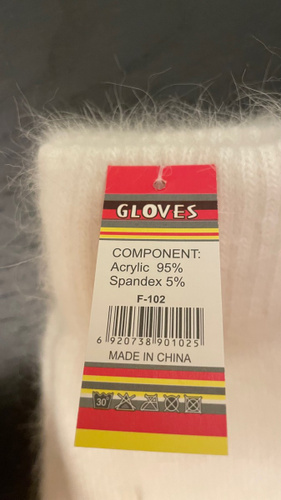 GLOVES
COMPONENT:
Acrylic 95%
Spandex 5%
F-102
6 920738 901025
MADE IN CHINA
30